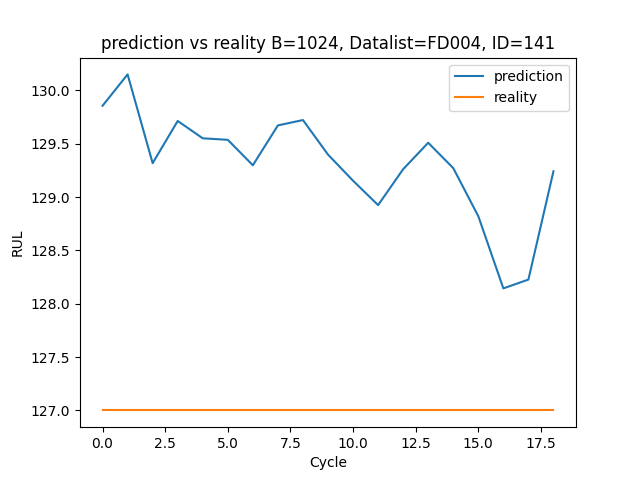 prediction vs reality B=1024, Datalist=FD004, ID=141
prediction
reality
RUL
130.0
129.5
129.0
128.5
128.0
127.5
127.0
0.0 2.5 5.0 7.5 10.0 12.5 15.0 17.5
Cycle